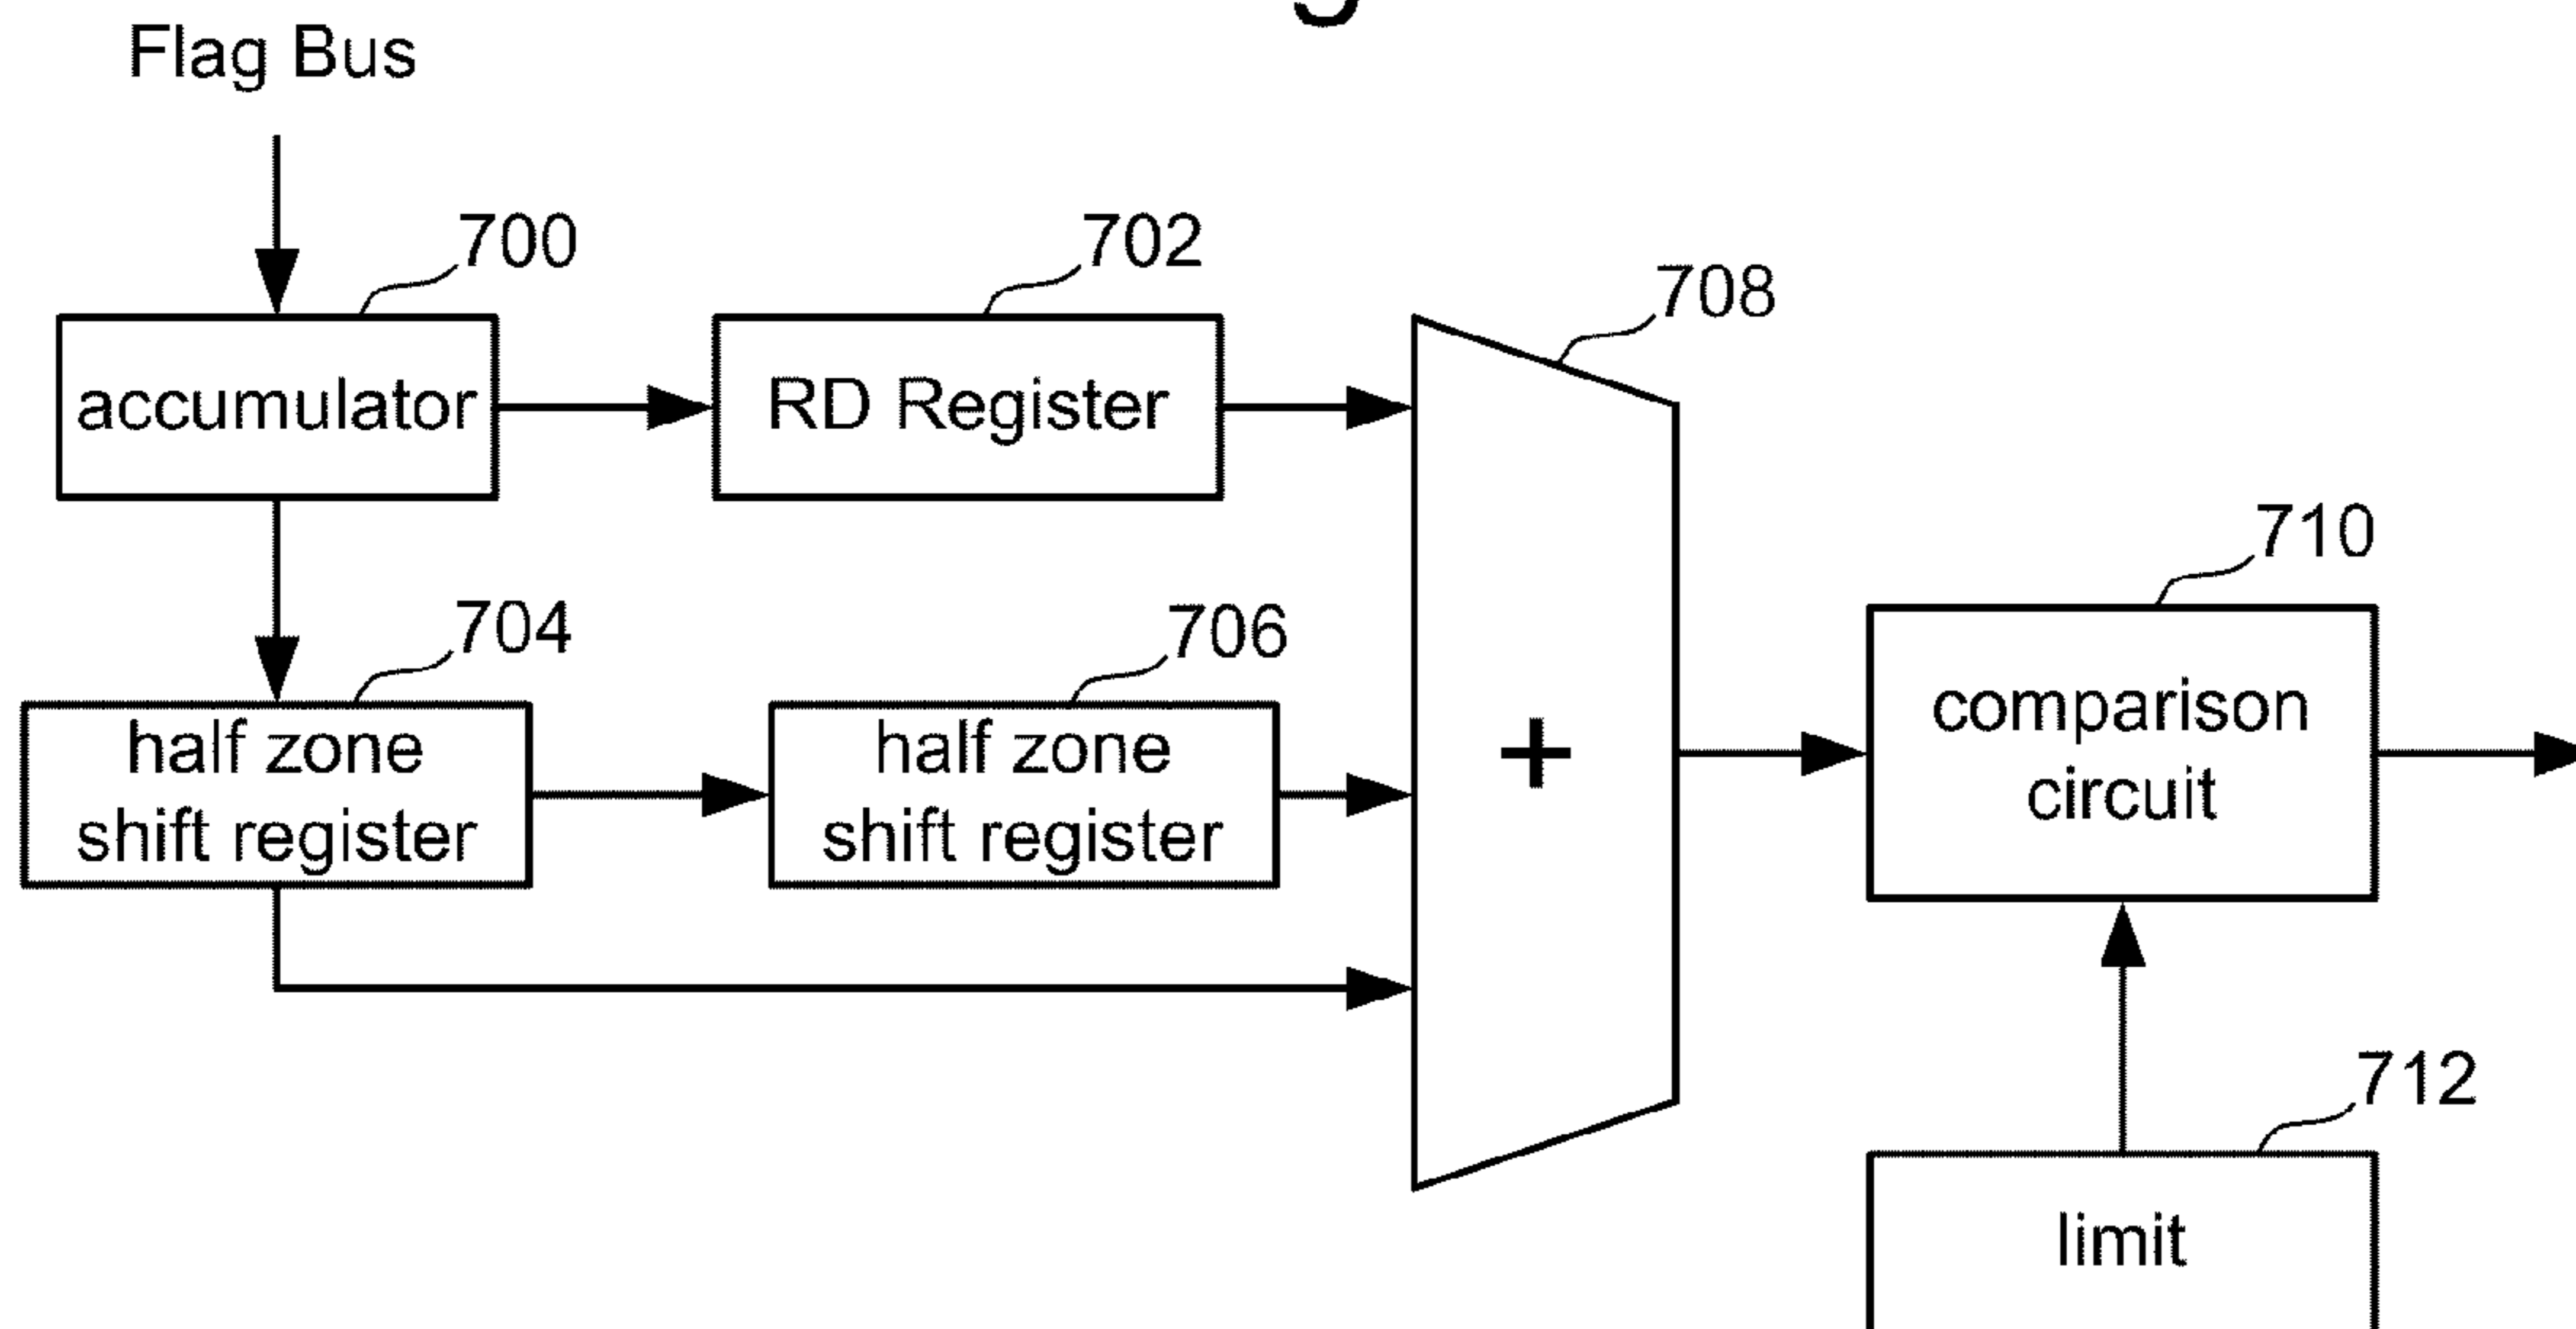 Flag Bus
700
702
708
accumulator
RD Register
710
704
706
half zone
shift register
half zone
shift register
+
comparison
circuit
712
limit